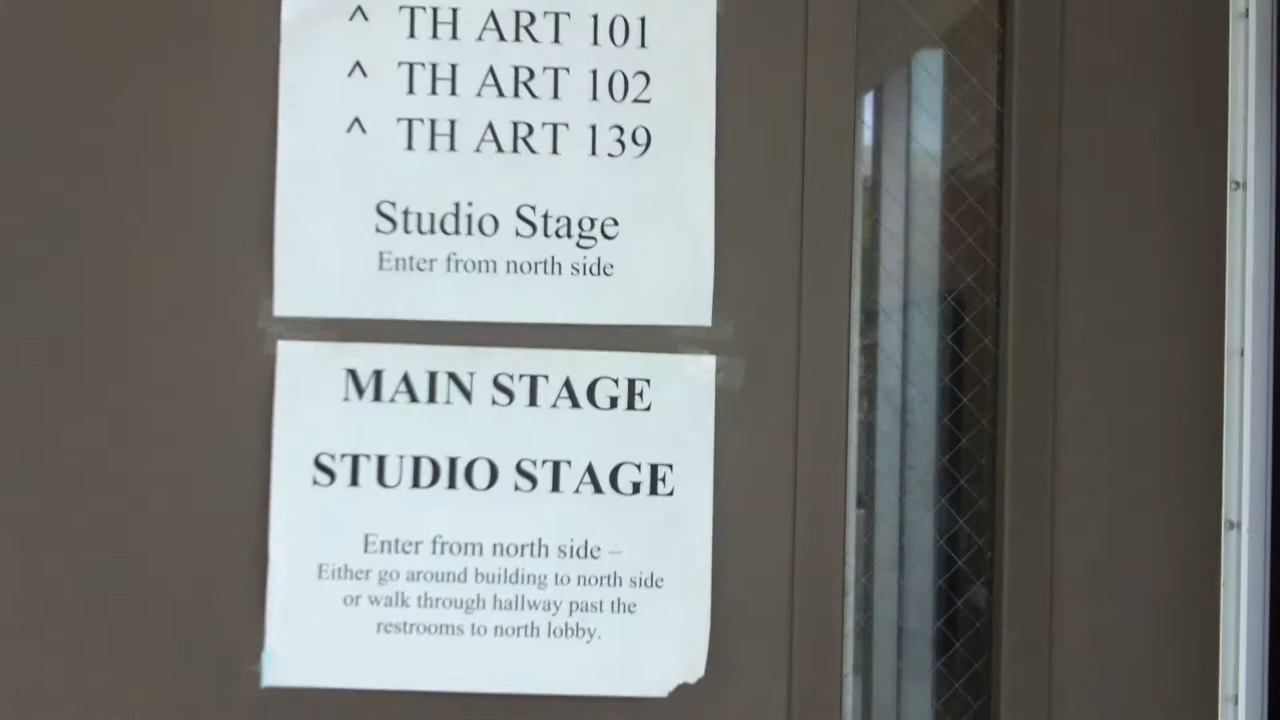 ^ TH ART 101
^ TH ART 102
^ TH ART 139
Studio Stage
Enter from north side
MAIN STAGE
STUDIO STAGE
Enter from north side –
Either go around building to north side
or walk through hallway past the
restrooms to north lobby.